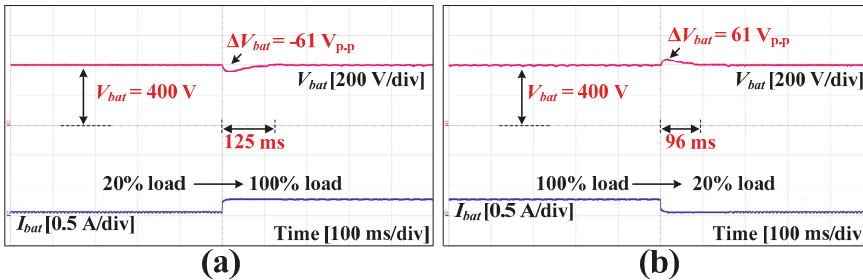 ΔVbat = -61 Vp.p
Vbat [200 V/div]
Vbat = 400 V
125 ms
20% load → 100% load
Ibat [0.5 A/div]
Time [100 ms/div]
(a)
ΔVbat = 61 Vp.p
Vbat [200 V/div]
Vbat = 400 V
96 ms
100% load → 20% load
Ibat [0.5 A/div]
Time [100 ms/div]
(b)